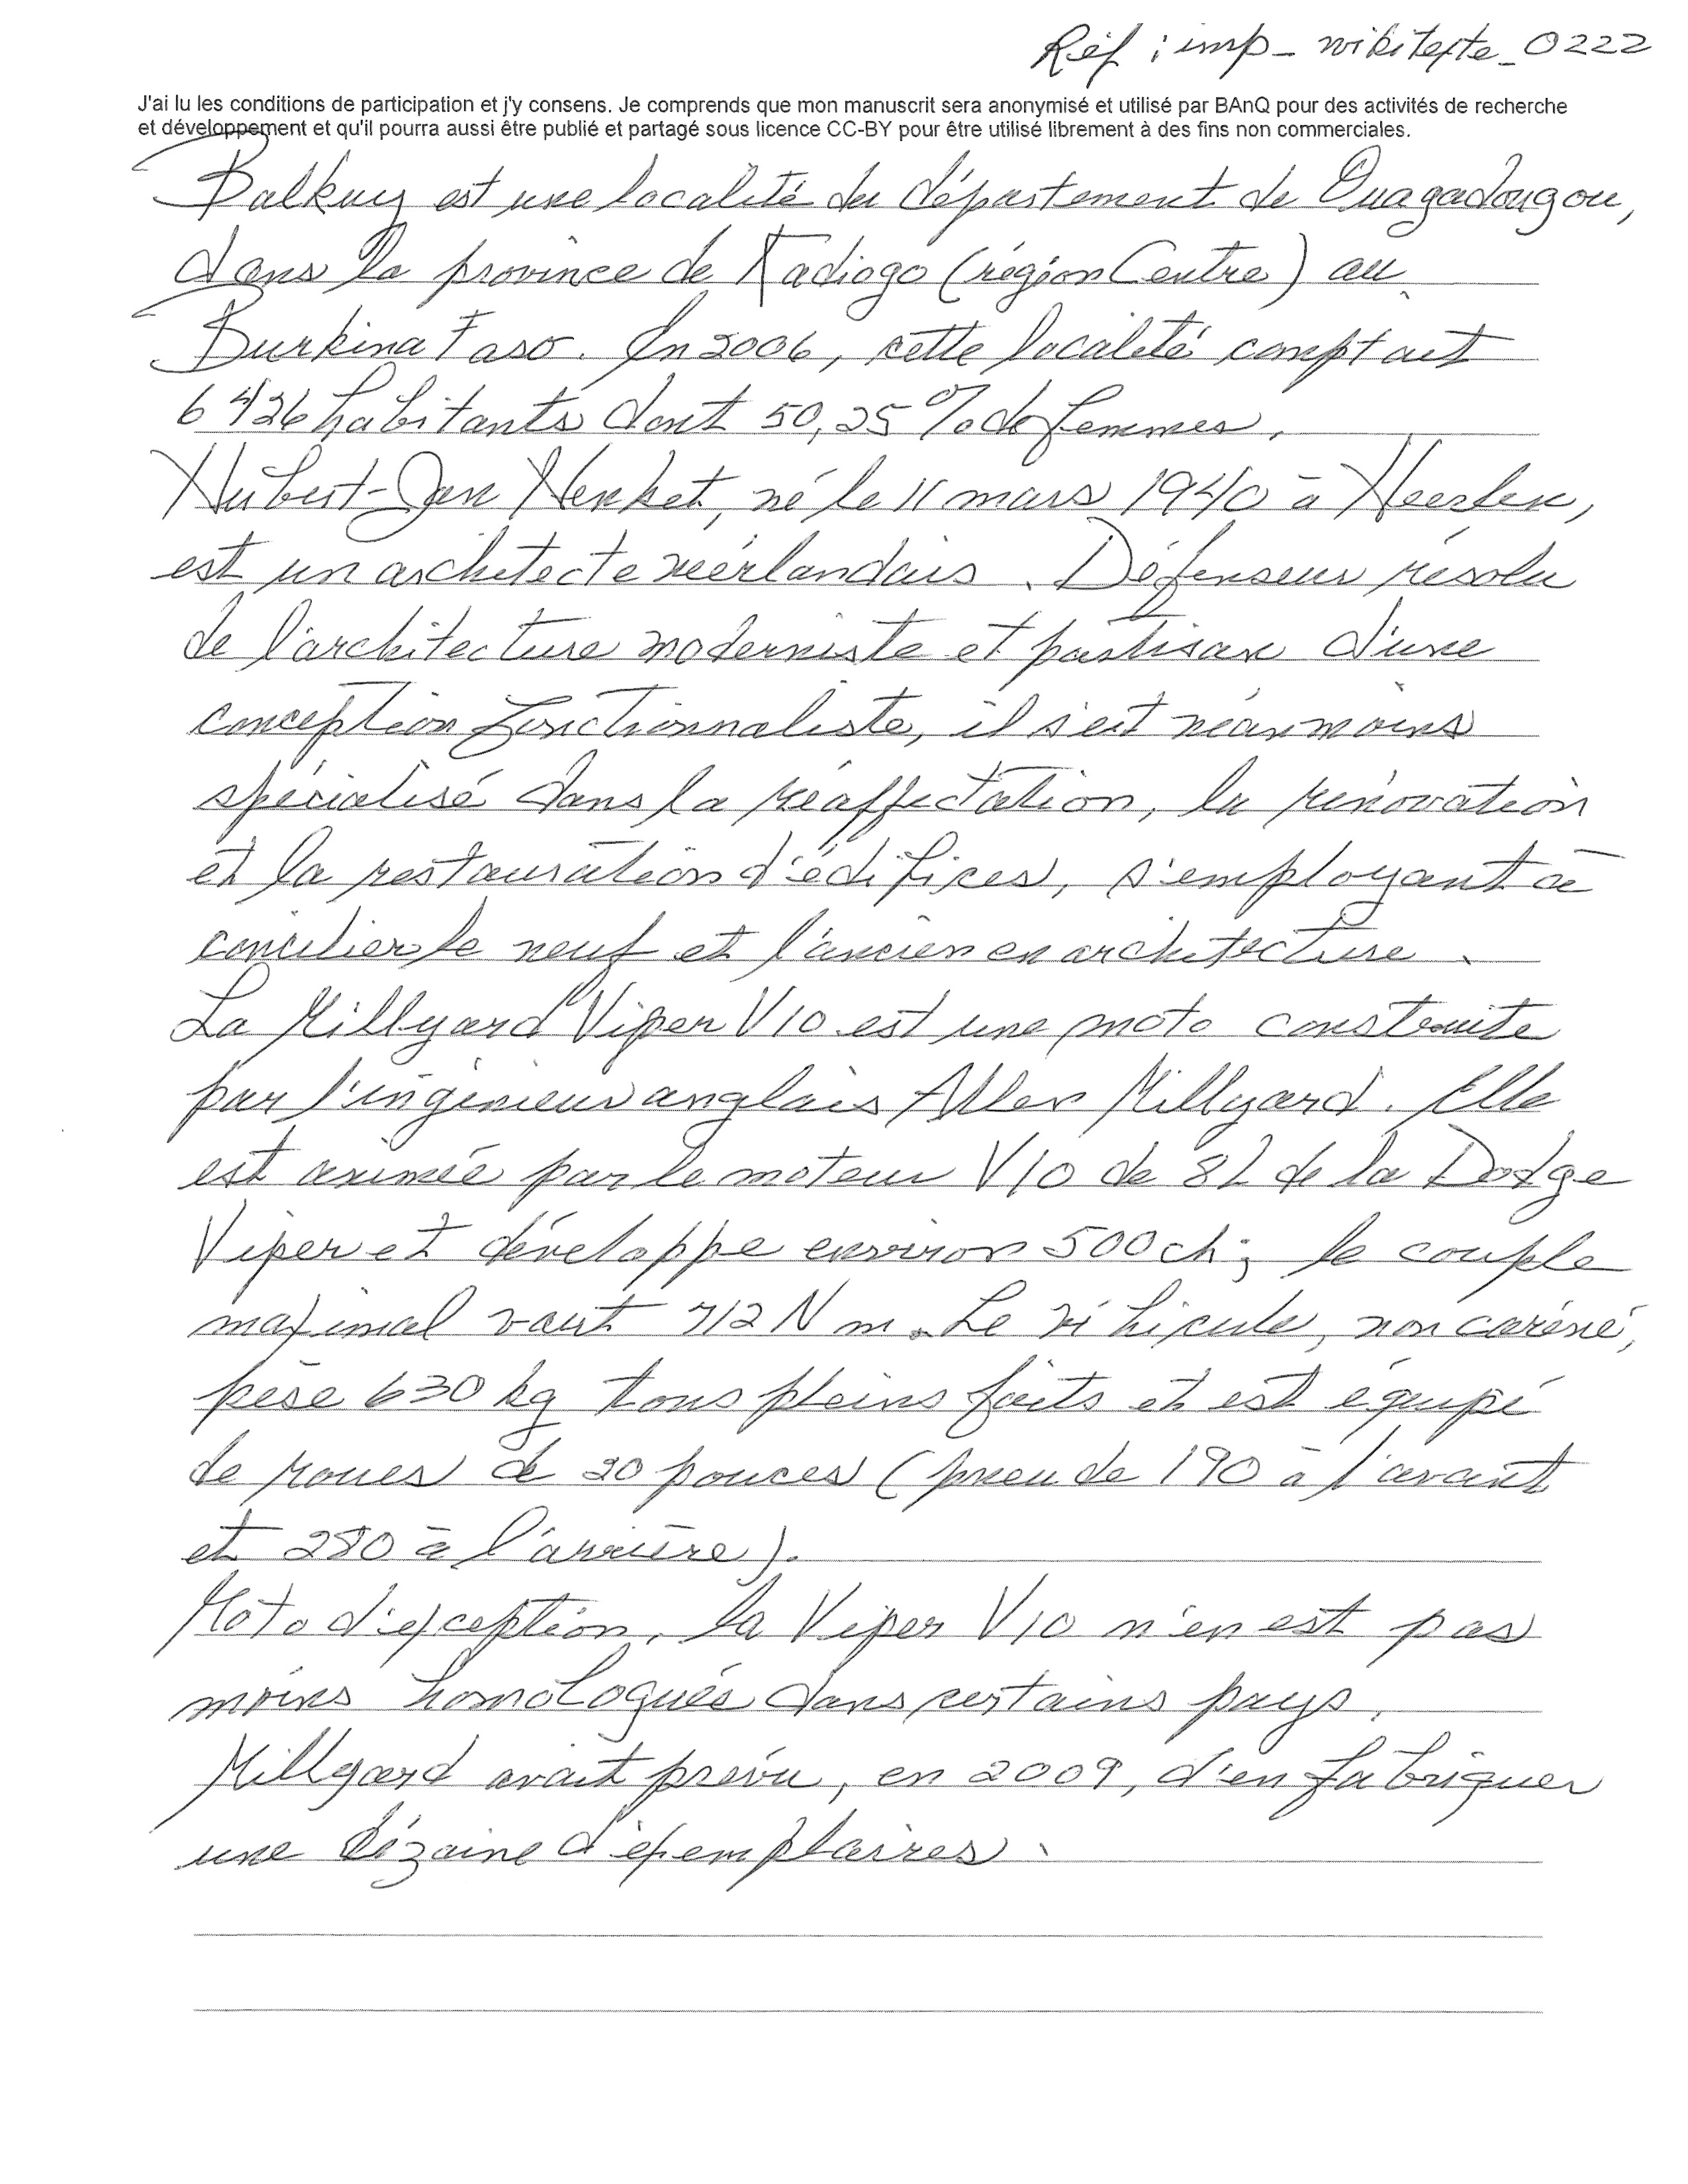 Réf : imp_wikitexte_0222
J'ai lu les conditions de participation et j'y consens. Je comprends que mon manuscrit sera anonymisé et utilisé par BAnQ pour des activités de recherche
et développement et qu'il pourra aussi être publié et partagé sous licence CC-BY pour être utilisé librement à des fins non commerciales.
Balkuy est une localité du département de Ouagadougou,
dans la province de Kadiogo (région Centre) au
Burkina Faso. En 2006, cette localité comptait
6 426 habitants dont 50,25 % de femmes.
Hubert-Jan Henket, né le 11 mars 1940 à Heerlen,
est un architecte néerlandais. Défenseur résolu
de l'architecture moderniste et partisan d'une
conception fonctionnaliste, il s'est néanmoins
spécialisé dans la réaffectation, la rénovation
et la restauration d'édifices, s'employant à
concilier le neuf et l'ancien en architecture.
La Millyard Viper V10 est une moto construite
par l'ingénieur anglais Allen Millyard. Elle
est animée par le moteur V10 de 8L de la Dodge
Viper et développe environ 500 ch ; le couple
maximal vaut 712 N m. Le véhicule, non caréné,
pèse 630 kg tous pleins faits et est équipé
de roues de 20 pouces (pneu de 190 à l'avant
et 280 à l'arrière).
Moto d'exception, la Viper V10 n'en est pas
moins homologuée dans certains pays.
Millyard avait prévu, en 2009, d'en fabriquer
une dizaine d'exemplaires.